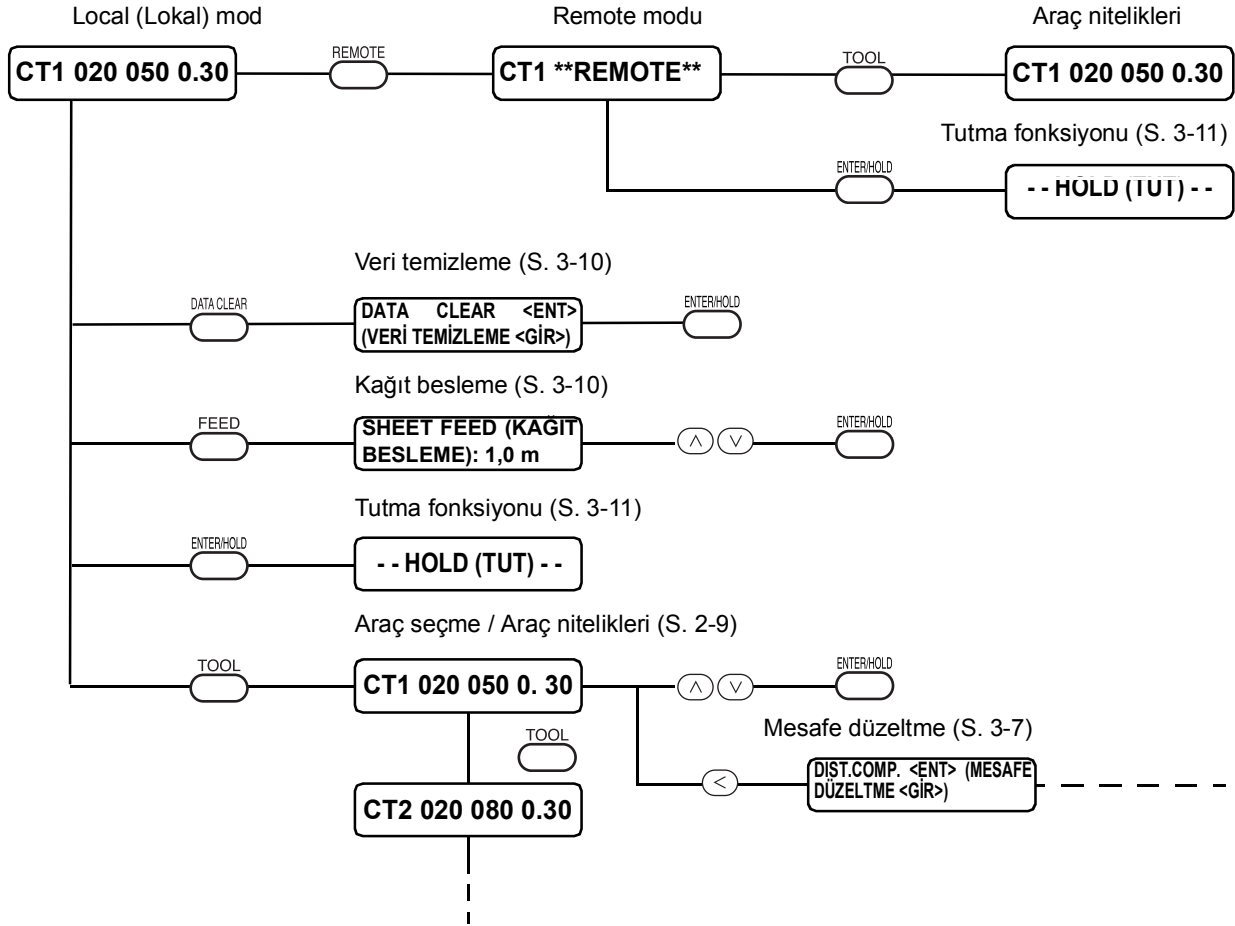 Local (Lokal) mod
Remote modu
Araç nitelikleri
CT1 020 050 0.30
REMOTE
CT1 **REMOTE**
TOOL
CT1 020 050 0.30
Tutma fonksiyonu (S. 3-11)
ENTER/HOLD
- - HOLD (TUT) - -
Veri temizleme (S. 3-10)
DATA CLEAR
DATA CLEAR <ENT>
(VERİ TEMİZLEME <GİR>)
ENTER/HOLD
Kağıt besleme (S. 3-10)
FEED
SHEET FEED (KAĞIT
BESLEME): 1,0 m
ENTER/HOLD
Tutma fonksiyonu (S. 3-11)
ENTER/HOLD
- - HOLD (TUT) - -
Araç seçme / Araç nitelikleri (S. 2-9)
TOOL
CT1 020 050 0. 30
ENTER/HOLD
Mesafe düzeltme (S. 3-7)
TOOL
DIST.COMP. <ENT> (MESAFE
DÜZELTME <GİR>)
CT2 020 080 0.30